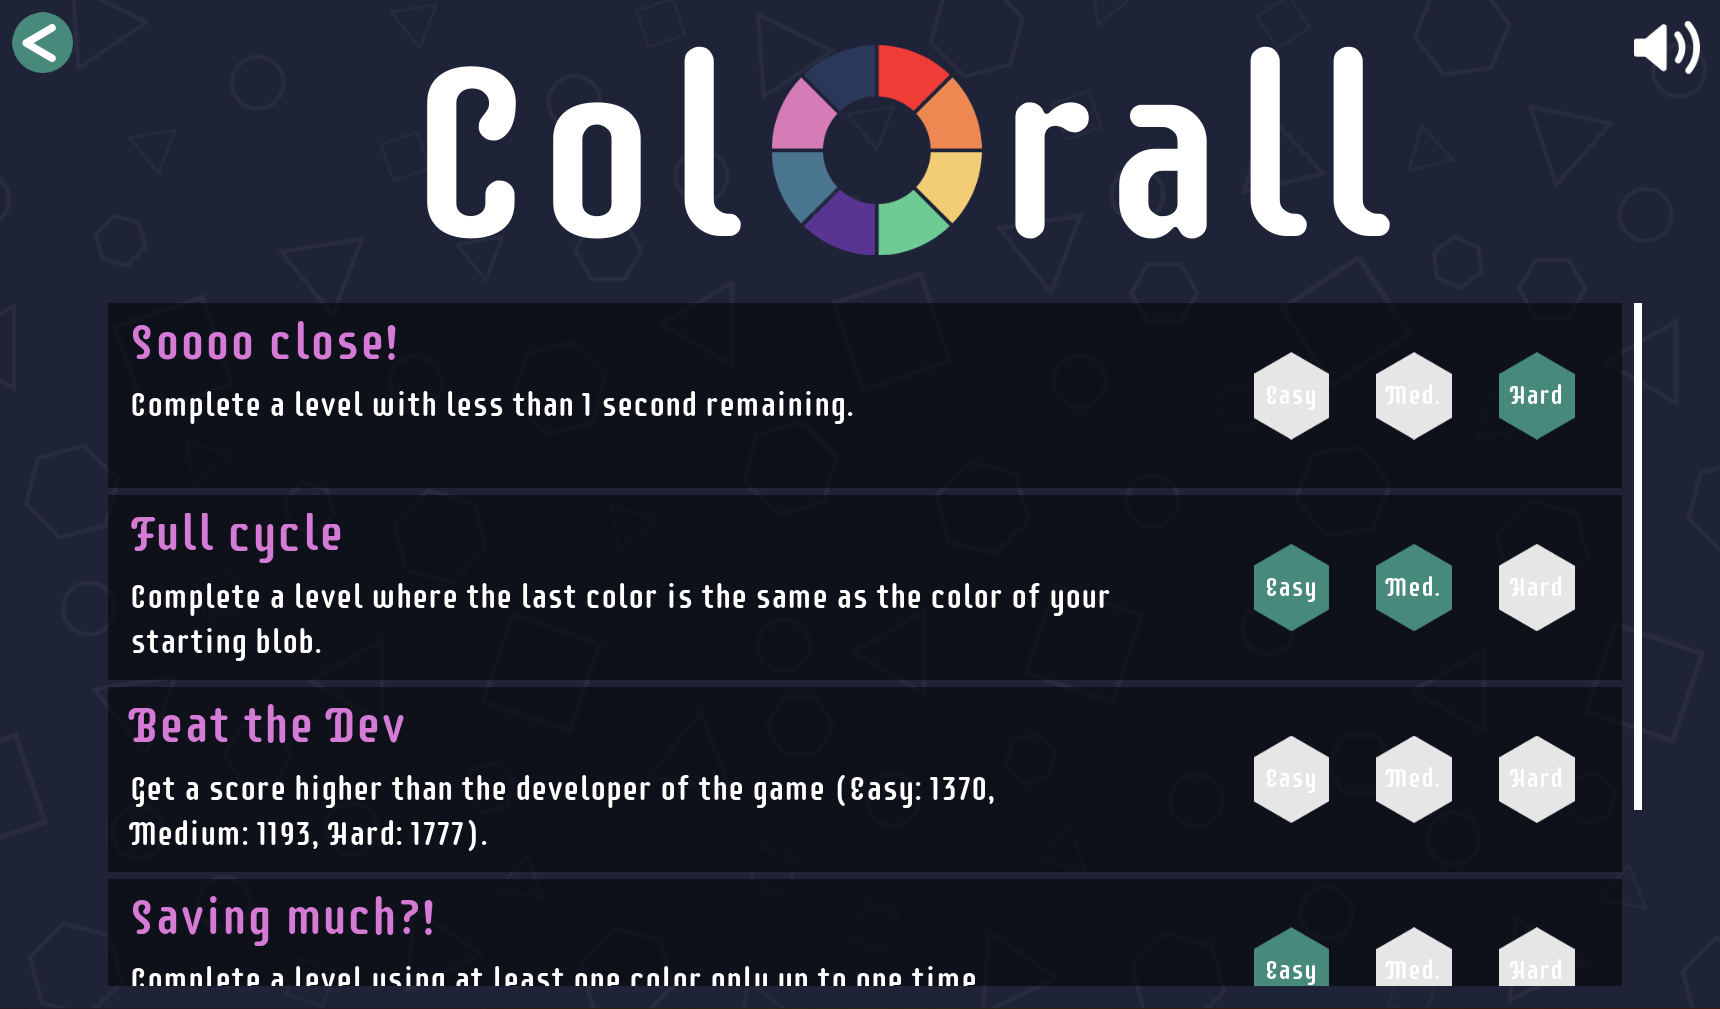 Colorall
Soooo close!
Complete a level with less than 1 second remaining.
Easy Med. Hard
Full cycle
Complete a level where the last color is the same as the color of your
starting blob.
Easy Med. Hard
Beat the Dev
Get a score higher than the developer of the game (Easy: 1370,
Medium: 1193, Hard: 1777).
Easy Med. Hard
Saving much?!
Complete a level using at least one color only up to one time
Easy Med. Hard